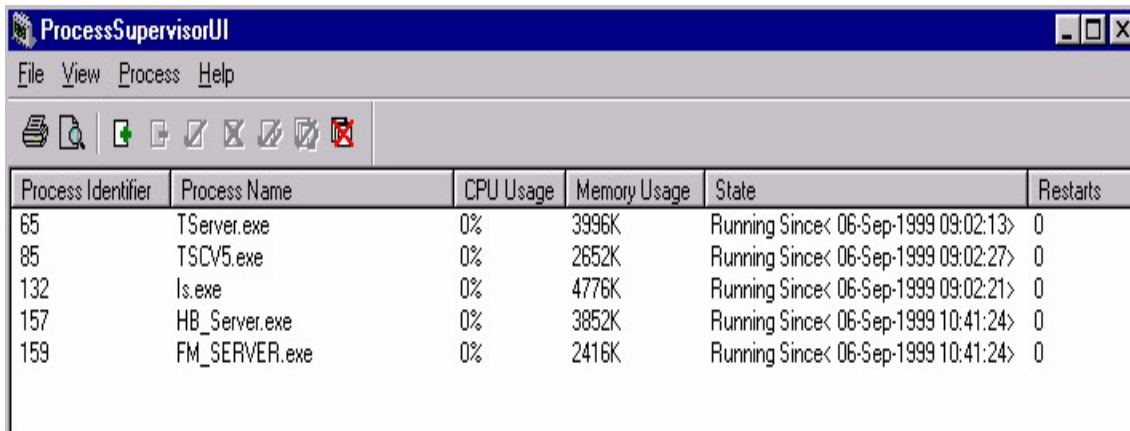 ProcessSupervisorUI
File View Process Help
Process Identifier Process Name CPU Usage Memory Usage State Restarts
65 TServer.exe 0% 3996K Running Since< 06-Sep-1999 09:02:13> 0
85 TSCV5.exe 0% 2652K Running Since< 06-Sep-1999 09:02:27> 0
132 Is.exe 0% 4776K Running Since< 06-Sep-1999 09:02:21> 0
157 HB_Server.exe 0% 3852K Running Since< 06-Sep-1999 10:41:24> 0
159 FM_SERVER.exe 0% 2416K Running Since< 06-Sep-1999 10:41:24> 0